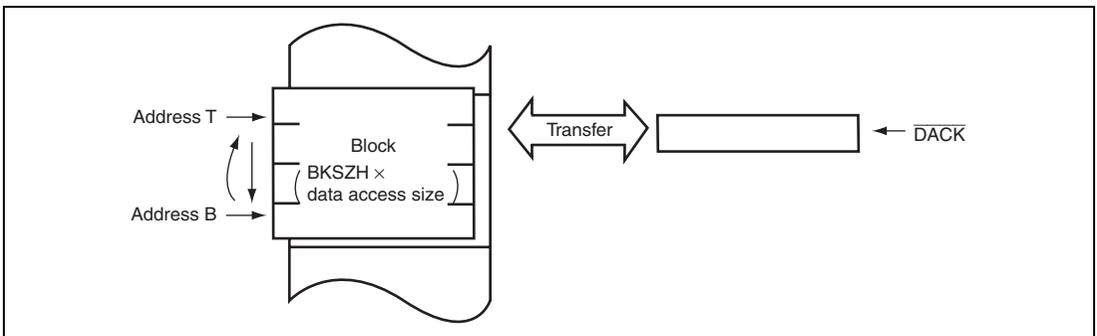 Address T
Block
BKSZH ×
data access size
Address B
Transfer
DACK